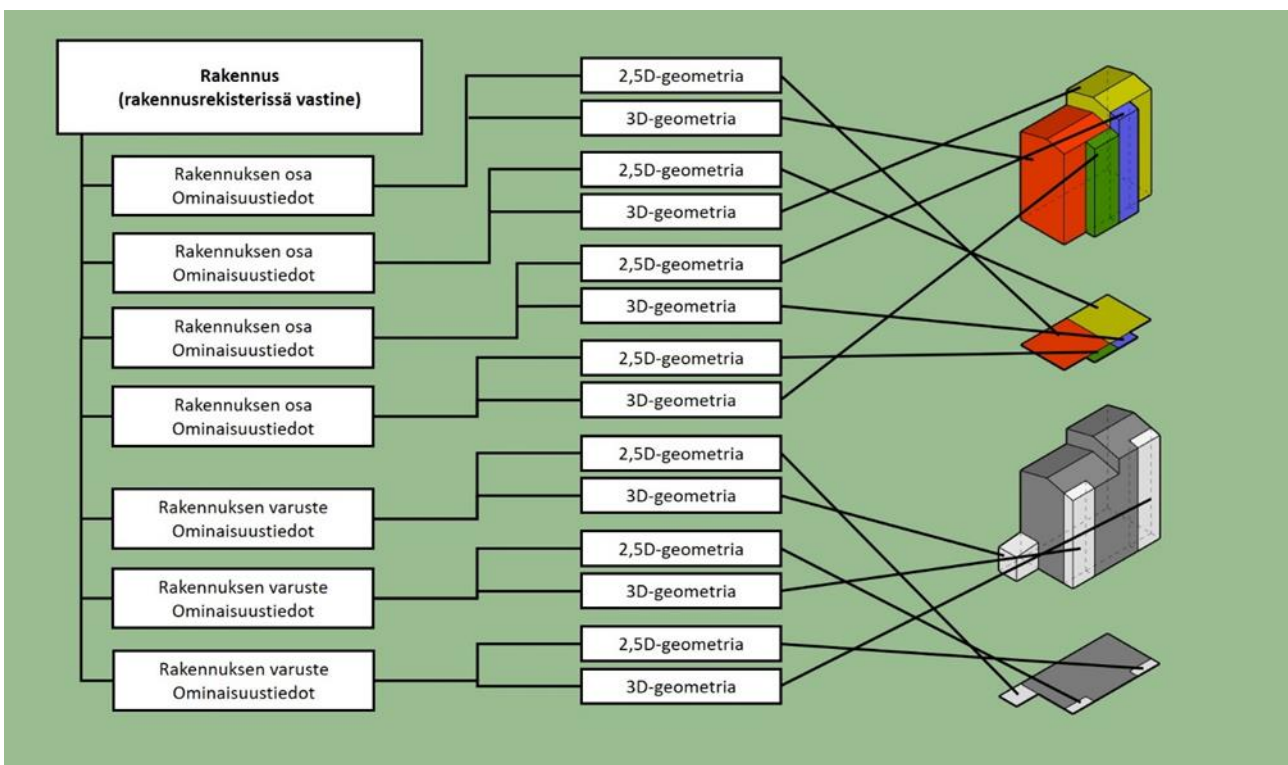 Rakennus
(rakennusrekisterissä vastine)
Rakennuksen osa
Ominaisuustiedot
Rakennuksen osa
Ominaisuustiedot
Rakennuksen osa
Ominaisuustiedot
Rakennuksen osa
Ominaisuustiedot
Rakennuksen varuste
Ominaisuustiedot
Rakennuksen varuste
Ominaisuustiedot
Rakennuksen varuste
Ominaisuustiedot
2,5D-geometria
3D-geometria
2,5D-geometria
3D-geometria
2,5D-geometria
3D-geometria
2,5D-geometria
3D-geometria
2,5D-geometria
3D-geometria
2,5D-geometria
3D-geometria
2,5D-geometria
3D-geometria